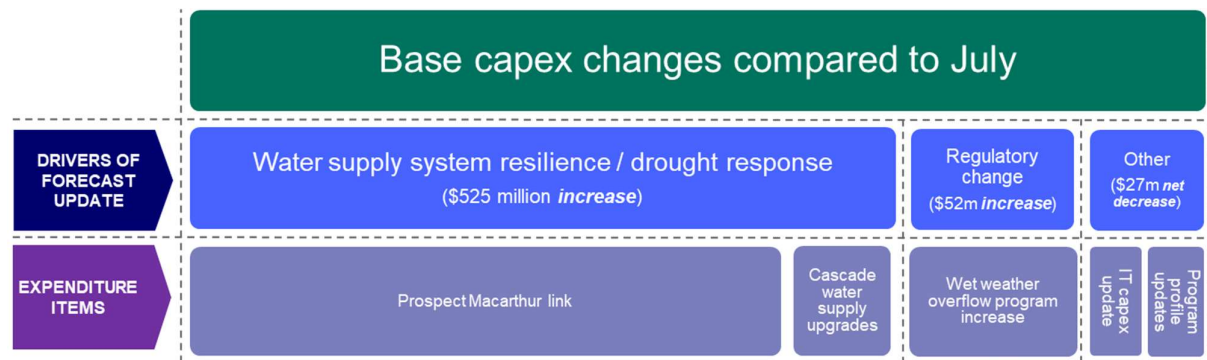 Base capex changes compared to July
DRIVERS OF
FORECAST
UPDATE
Water supply system resilience / drought response
($525 million increase)
Regulatory
change
($52m increase)
Other
($27m net
decrease)
EXPENDITURE
ITEMS
Prospect Macarthur link
Cascade
water
supply
upgrades
Wet weather
overflow program
increase
IT capex
update
Program
profile
updates